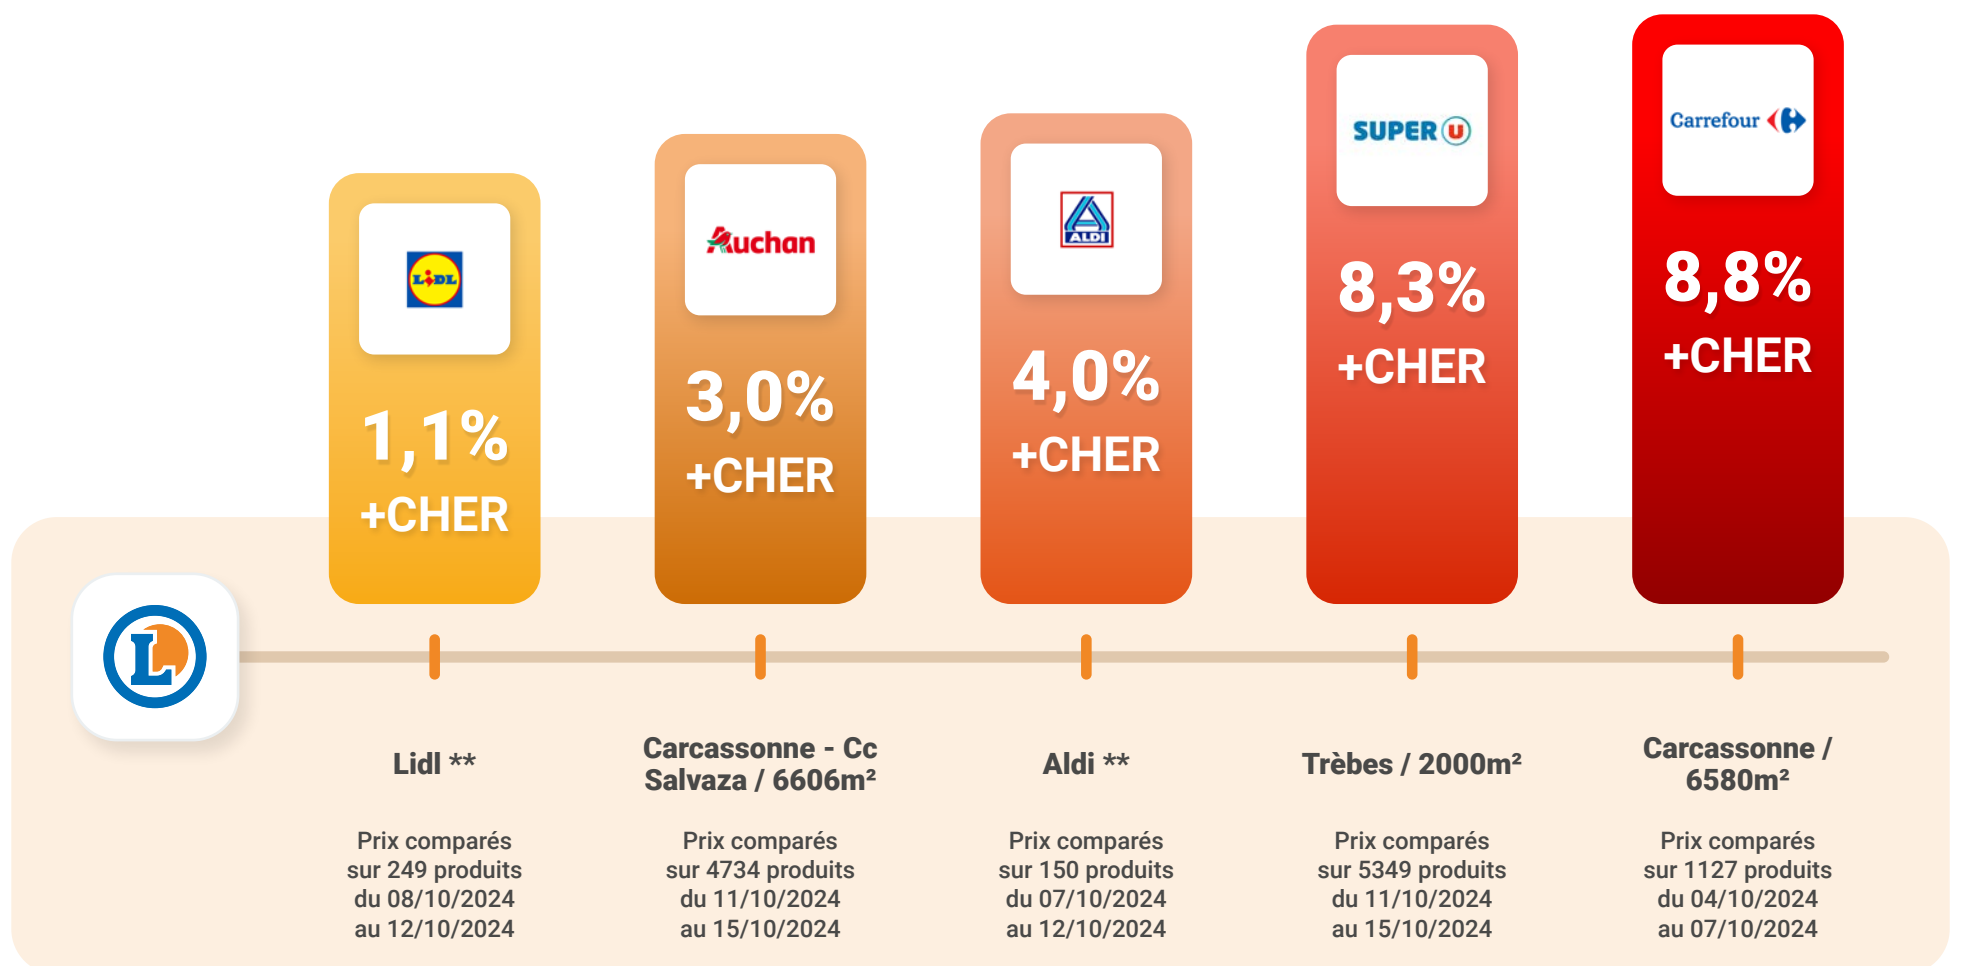 LIDL
1,1%
+CHER
Auchan
3,0%
+CHER
ALDI
4,0%
+CHER
SUPER U
8,3%
+CHER
Carrefour
8,8%
+CHER
L
Lidl **
Prix comparés
sur 249 produits
du 08/10/2024
au 12/10/2024
Carcassonne - Cc
Salvaza / 6606m²
Prix comparés
sur 4734 produits
du 11/10/2024
au 15/10/2024
Aldi **
Prix comparés
sur 150 produits
du 07/10/2024
au 12/10/2024
Trèbes / 2000m²
Prix comparés
sur 5349 produits
du 11/10/2024
au 15/10/2024
Carcassonne /
6580m²
Prix comparés
sur 1127 produits
du 04/10/2024
au 07/10/2024